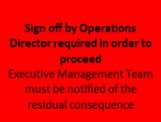 Sign off by Operations
Director required in order to
proceed
Executive Management Team
must be notified of the
residual consequence